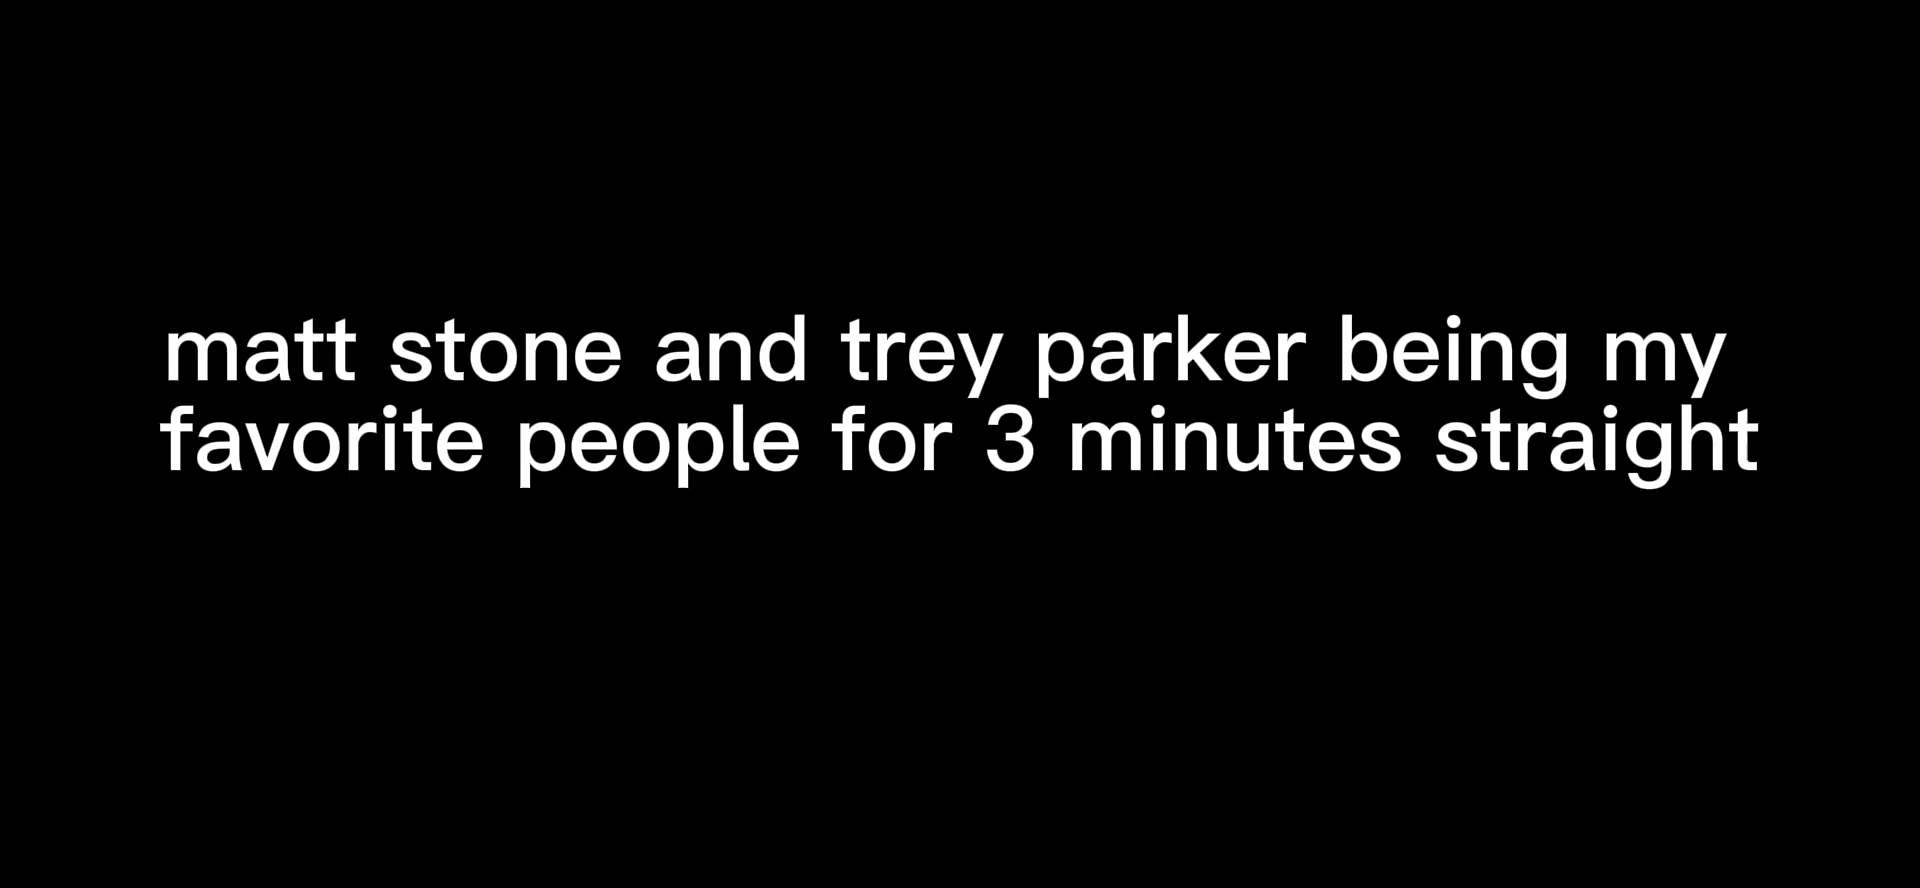 matt stone and trey parker being my
favorite people for 3 minutes straight